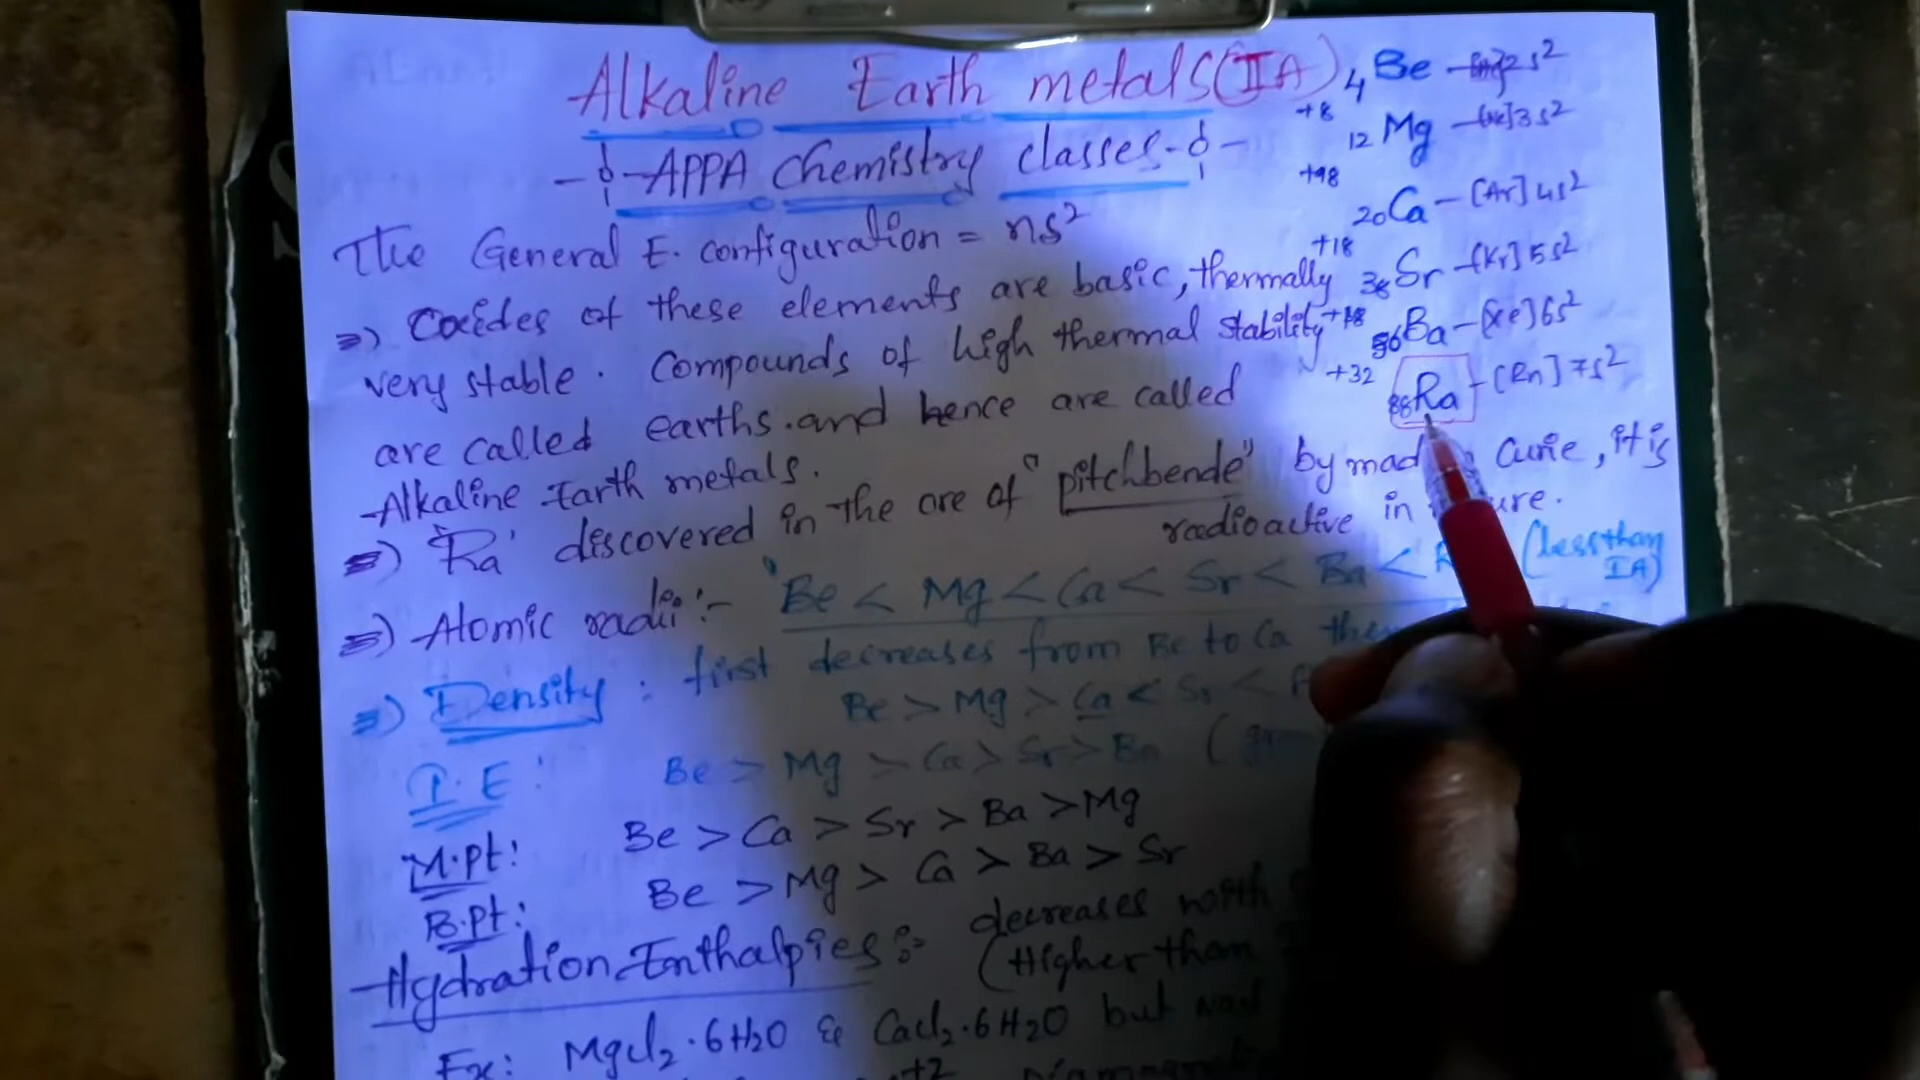 Alkaline Earth metals (IIA)
-APPA Chemistry classes-
4Be - 2s²
+8
12Mg - [Ne]3s²
+8
20Ca - [Ar]4s²
+18
38Sr - [Kr]5s²
+18
56Ba - [Xe]6s²
+32
88Ra - [Rn]7s²
The General E. configuration = ns²
=) Oxides of these elements are basic, thermally
very stable. Compounds of high thermal stability
are called earths. and hence are called
Alkaline Earth metals.
=) 'Ra' discovered in the ore of "pitchbende" by Curie, it is
radioactive in
=) Atomic radii :- Be < Mg < Ca < Sr < Ba < (less than IA)
=) Density : first decreases from Be to Ca
Be > Mg > Ca < Sr <
I.E : Be > Mg > Ca > Sr > Ba (
M.pt : Be > Ca > Sr > Ba > Mg
B.pt : Be > Mg > Ca > Ba > Sr
Hydration Enthalpies :- decreases with
(Higher than
Ex: MgCl2.6H2O & CaCl2.6H2O but
+2